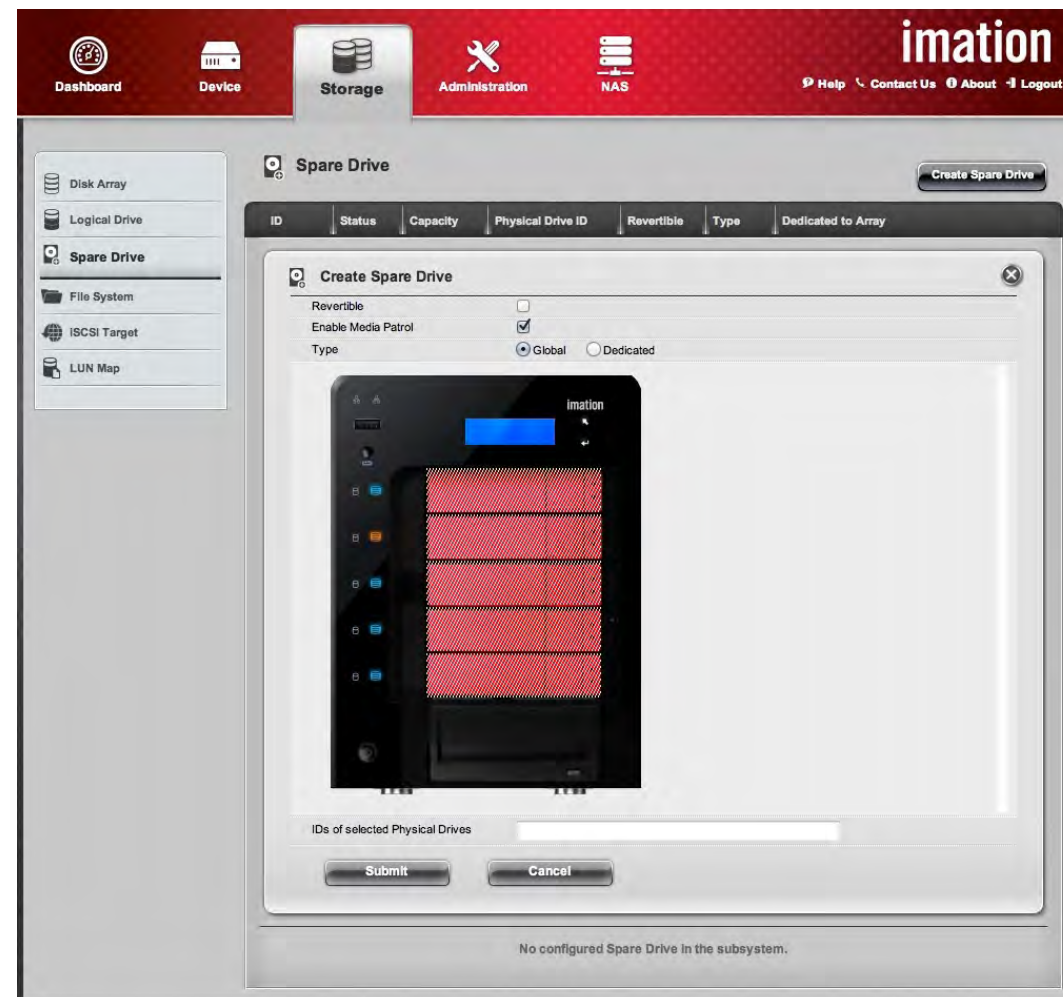 imation
Dashboard
Device
Storage
Administration
NAS
Help
Contact Us
About
Logout
Disk Array
Logical Drive
Spare Drive
File System
iSCSI Target
LUN Map
Spare Drive
Create Spare Drive
ID Status Capacity Physical Drive ID Revertible Type Dedicated to Array
Create Spare Drive
Revertible
Enable Media Patrol
Type Global Dedicated
imation
IDs of selected Physical Drives
Submit Cancel
No configured Spare Drive in the subsystem.